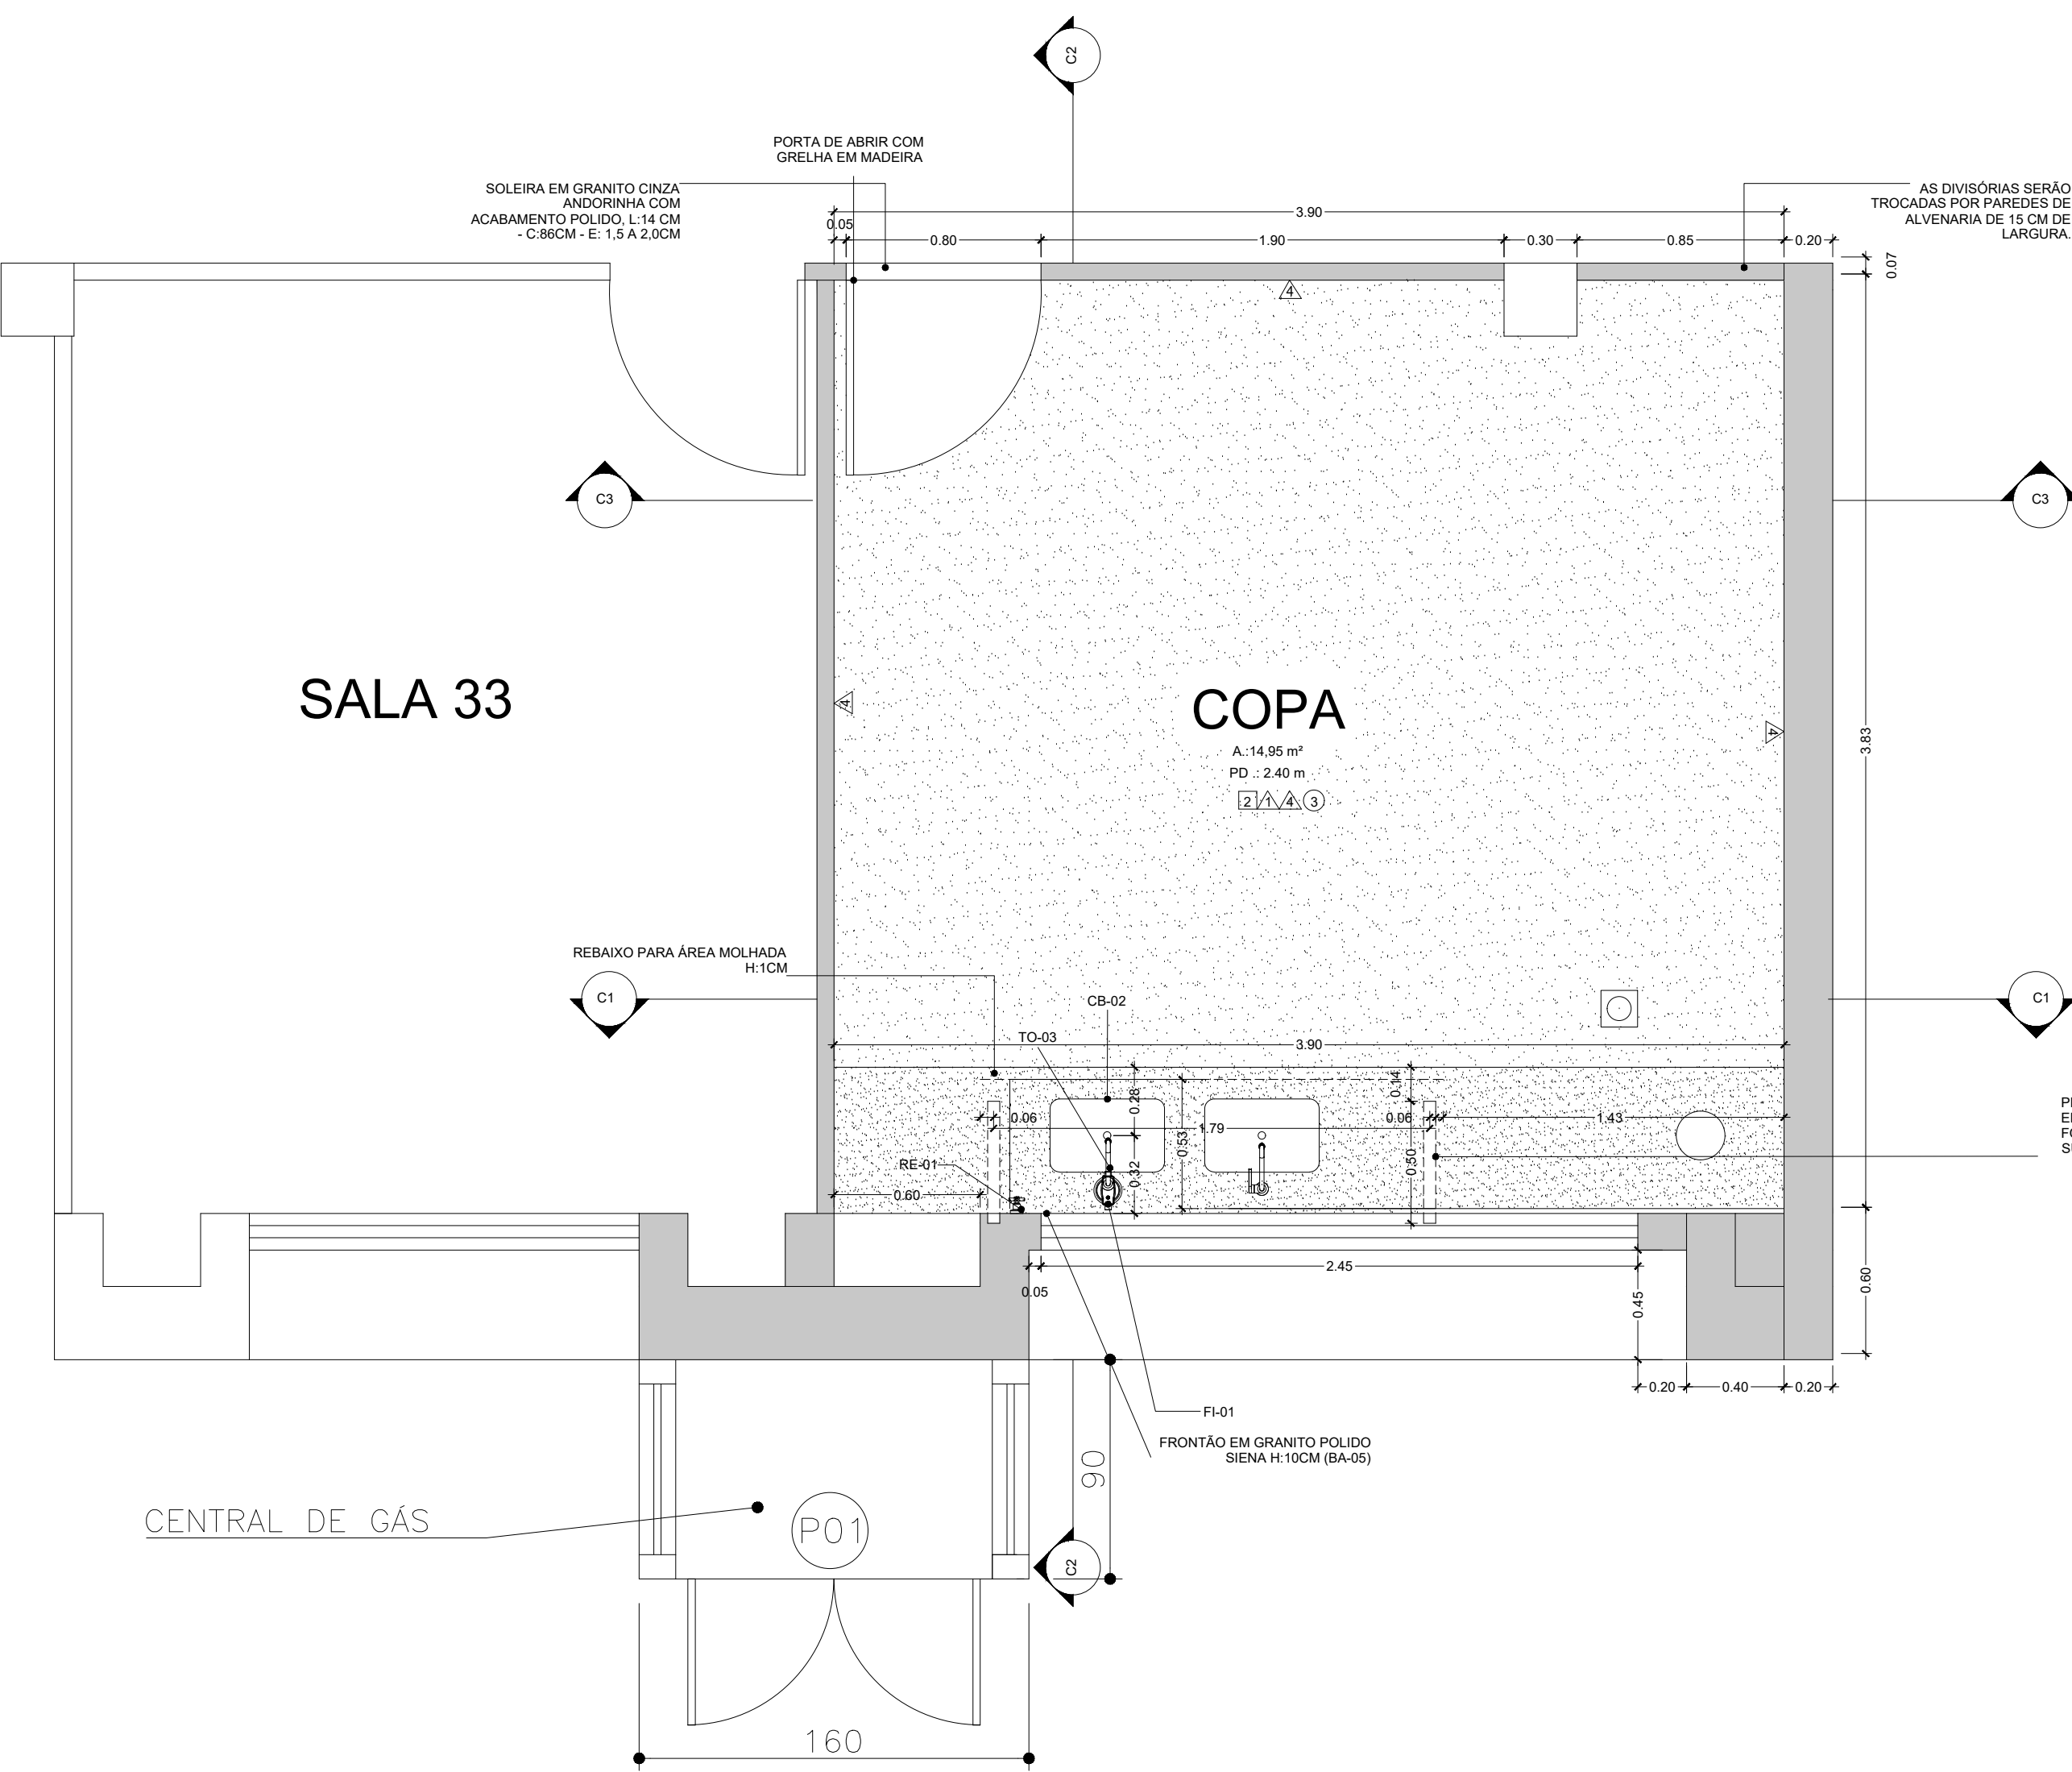 C2
PORTA DE ABRIR COM
GRELHA EM MADEIRA
SOLEIRA EM GRANITO CINZA
ANDORINHA COM
ACABAMENTO POLIDO, L:14 CM
- C:86CM - E: 1,5 A 2,0CM
AS DIVISÓRIAS SERÃO
TROCADAS POR PAREDES DE
ALVENARIA DE 15 CM DE
LARGURA.
3.90
0.05
0.80
1.90
0.30
0.85
0.20
0.07
4
C3
C3
SALA 33
COPA
4
4
3.83
A.:14,95 m²
PD .: 2.40 m
2 1 4 3
REBAIXO PARA ÁREA MOLHADA
H:1CM
C1
C1
CB-02
TO-03
3.90
0.28
0.14
0.06
0.06
1.43
1.79
0.53
0.32
0.50
RE-01
0.60
2.45
0.05
0.45
0.60
0.20
0.40
0.20
FI-01
FRONTÃO EM GRANITO POLIDO
SIENA H:10CM (BA-05)
90
CENTRAL DE GÁS
P01
C2
160